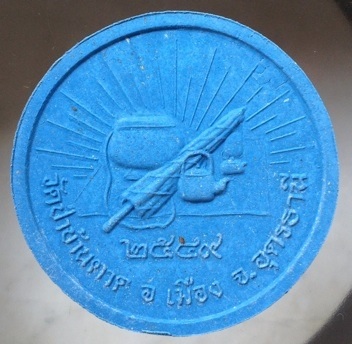 ๒๕๕๙
วัดป่าบ้านตาด อ เมือง จ. อุดรธานี